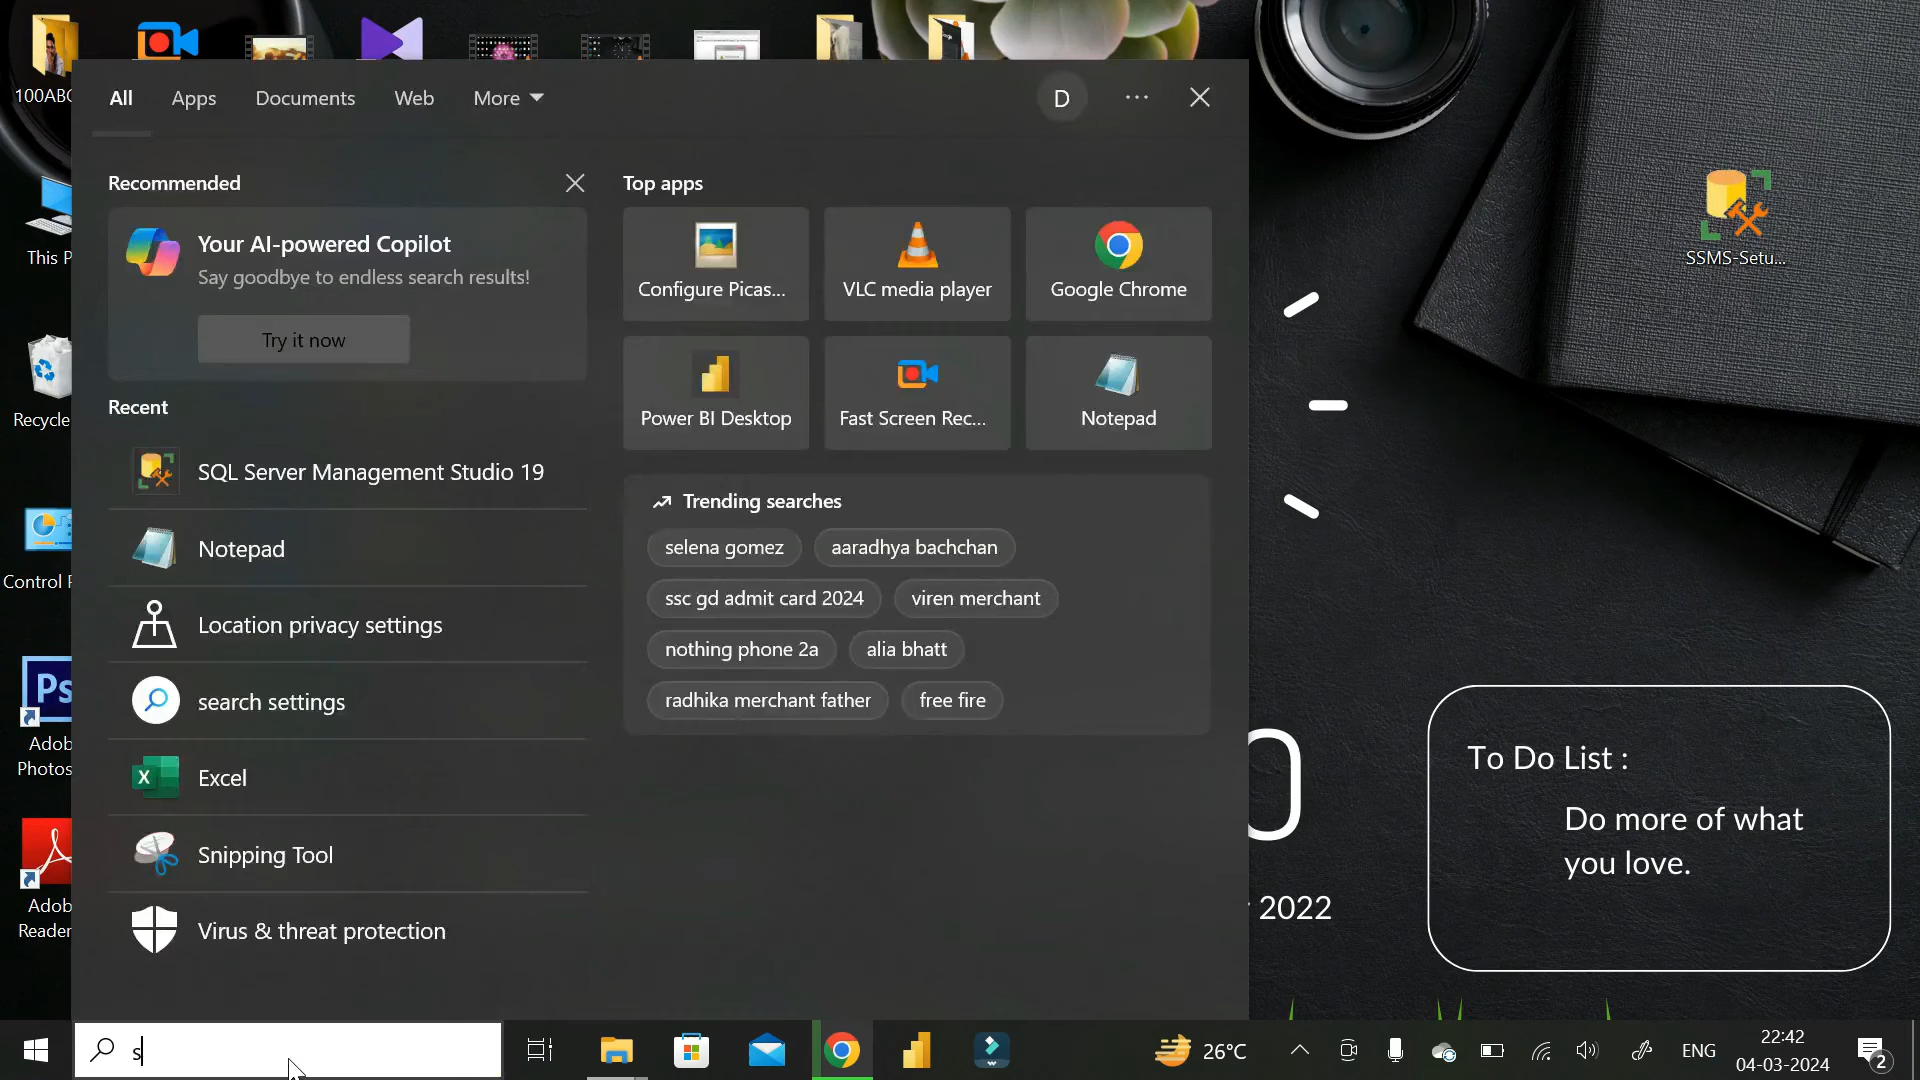 100ABC
All
Apps
Documents
Web
More
D
Recommended
Your AI-powered Copilot
Say goodbye to endless search results!
Try it now
Recent
SQL Server Management Studio 19
Notepad
Location privacy settings
search settings
Excel
Snipping Tool
Virus & threat protection
Top apps
Configure Picas...
VLC media player
Google Chrome
Power BI Desktop
Fast Screen Rec...
Notepad
Trending searches
selena gomez
aaradhya bachchan
ssc gd admit card 2024
viren merchant
nothing phone 2a
alia bhatt
radhika merchant father
free fire
This P
Recycle
Control P
Ps
Adob
Photos
Adob
Reader
SSMS-Setu...
0
2022
To Do List :
Do more of what
you love.
s
26°C
ENG
22:42
04-03-2024
2